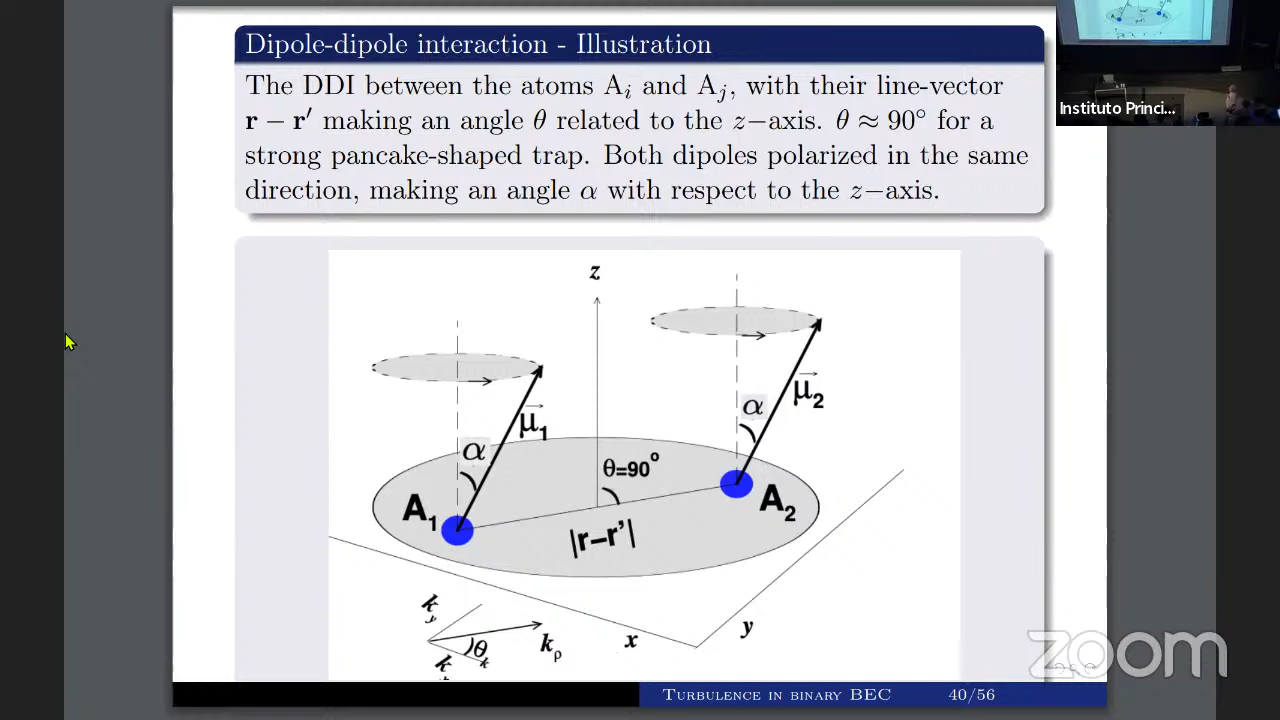 Dipole-dipole interaction - Illustration
The DDI between the atoms Aᵢ and Aⱼ, with their line-vector
r − r′ making an angle θ related to the z−axis. θ ≈ 90° for a
strong pancake-shaped trap. Both dipoles polarized in the same
direction, making an angle α with respect to the z−axis.
Instituto Princi...
z
μ₁
α
μ₂
α
θ=90°
A₁
A₂
|r−r'|
k_y
θ_k
k_ρ
x
y
zoom
TURBULENCE IN BINARY BEC 40/56